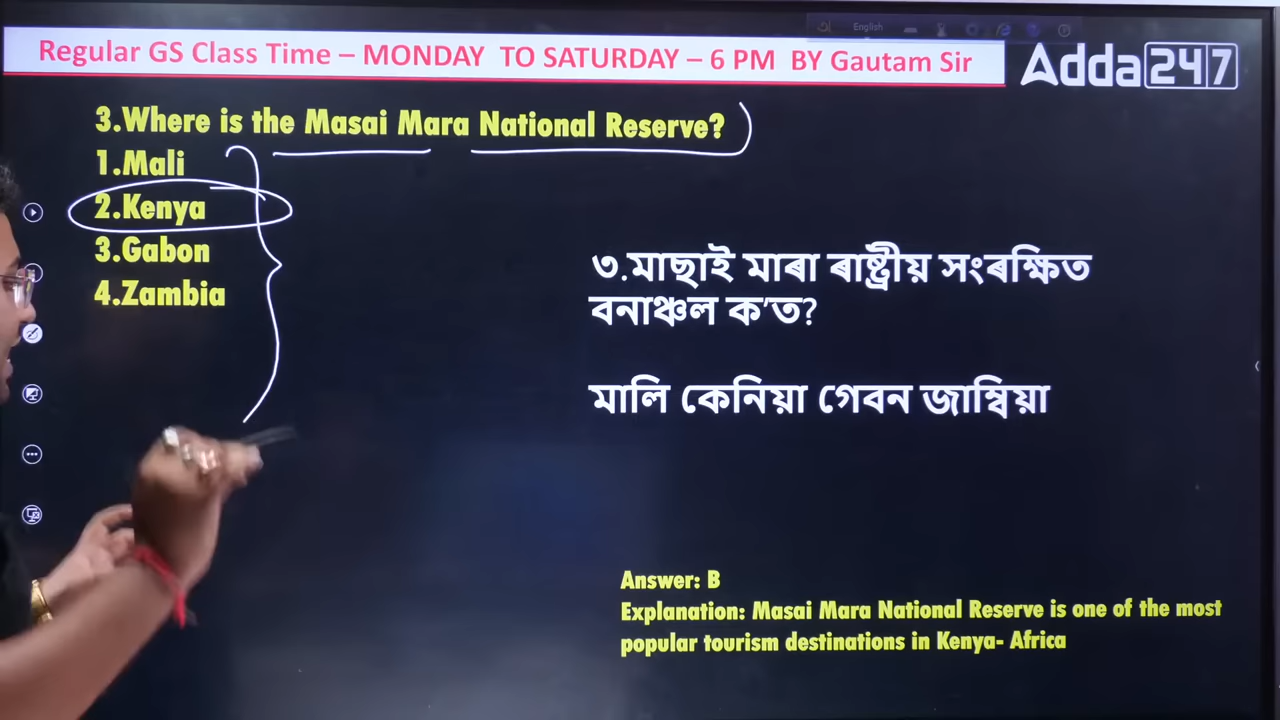 English
Regular GS Class Time – MONDAY TO SATURDAY – 6 PM BY Gautam Sir
Adda247
3.Where is the Masai Mara National Reserve?
1.Mali
2.Kenya
3.Gabon
4.Zambia
৩.মাছাই মাৰা ৰাষ্ট্ৰীয় সংৰক্ষিত
বনাঞ্চল ক'ত?
মালি কেনিয়া গেবন জাম্বিয়া
Answer: B
Explanation: Masai Mara National Reserve is one of the most
popular tourism destinations in Kenya- Africa